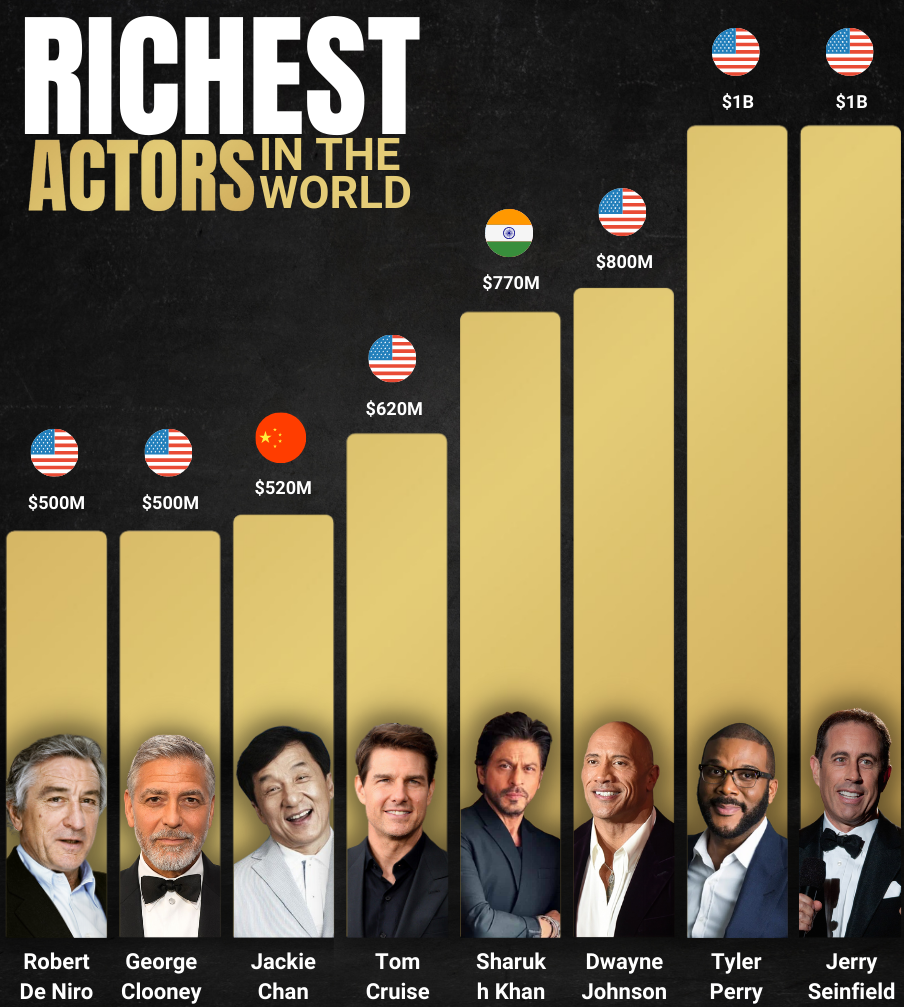 RICHEST
ACTORS IN THE
WORLD
$1B
$1B
$800M
$770M
$620M
$520M
$500M
$500M
Robert
De Niro
George
Clooney
Jackie
Chan
Tom
Cruise
Sharuk
h Khan
Dwayne
Johnson
Tyler
Perry
Jerry
Seinfield